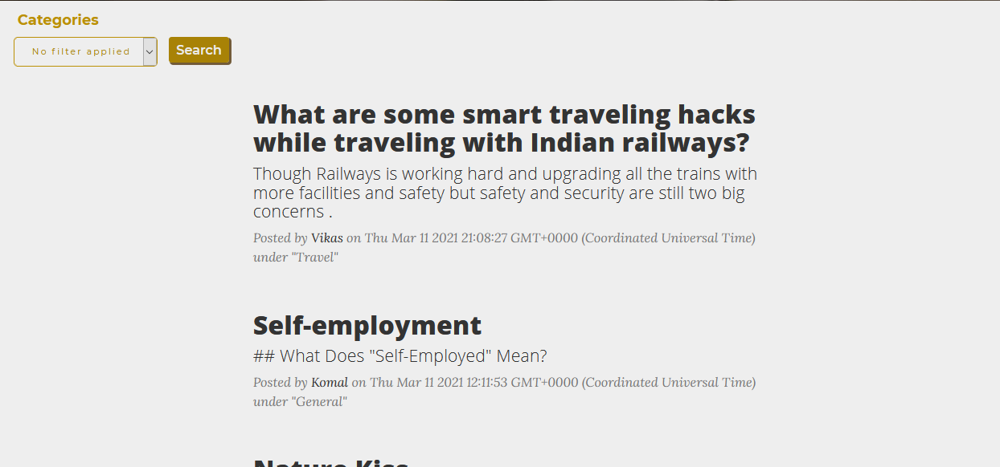 Categories
No filter applied
Search
What are some smart traveling hacks
while traveling with Indian railways?
Though Railways is working hard and upgrading all the trains with
more facilities and safety but safety and security are still two big
concerns .
Posted by Vikas on Thu Mar 11 2021 21:08:27 GMT+0000 (Coordinated Universal Time)
under "Travel"
Self-employment
## What Does "Self-Employed" Mean?
Posted by Komal on Thu Mar 11 2021 12:11:53 GMT+0000 (Coordinated Universal Time)
under "General"
Nature Kiss